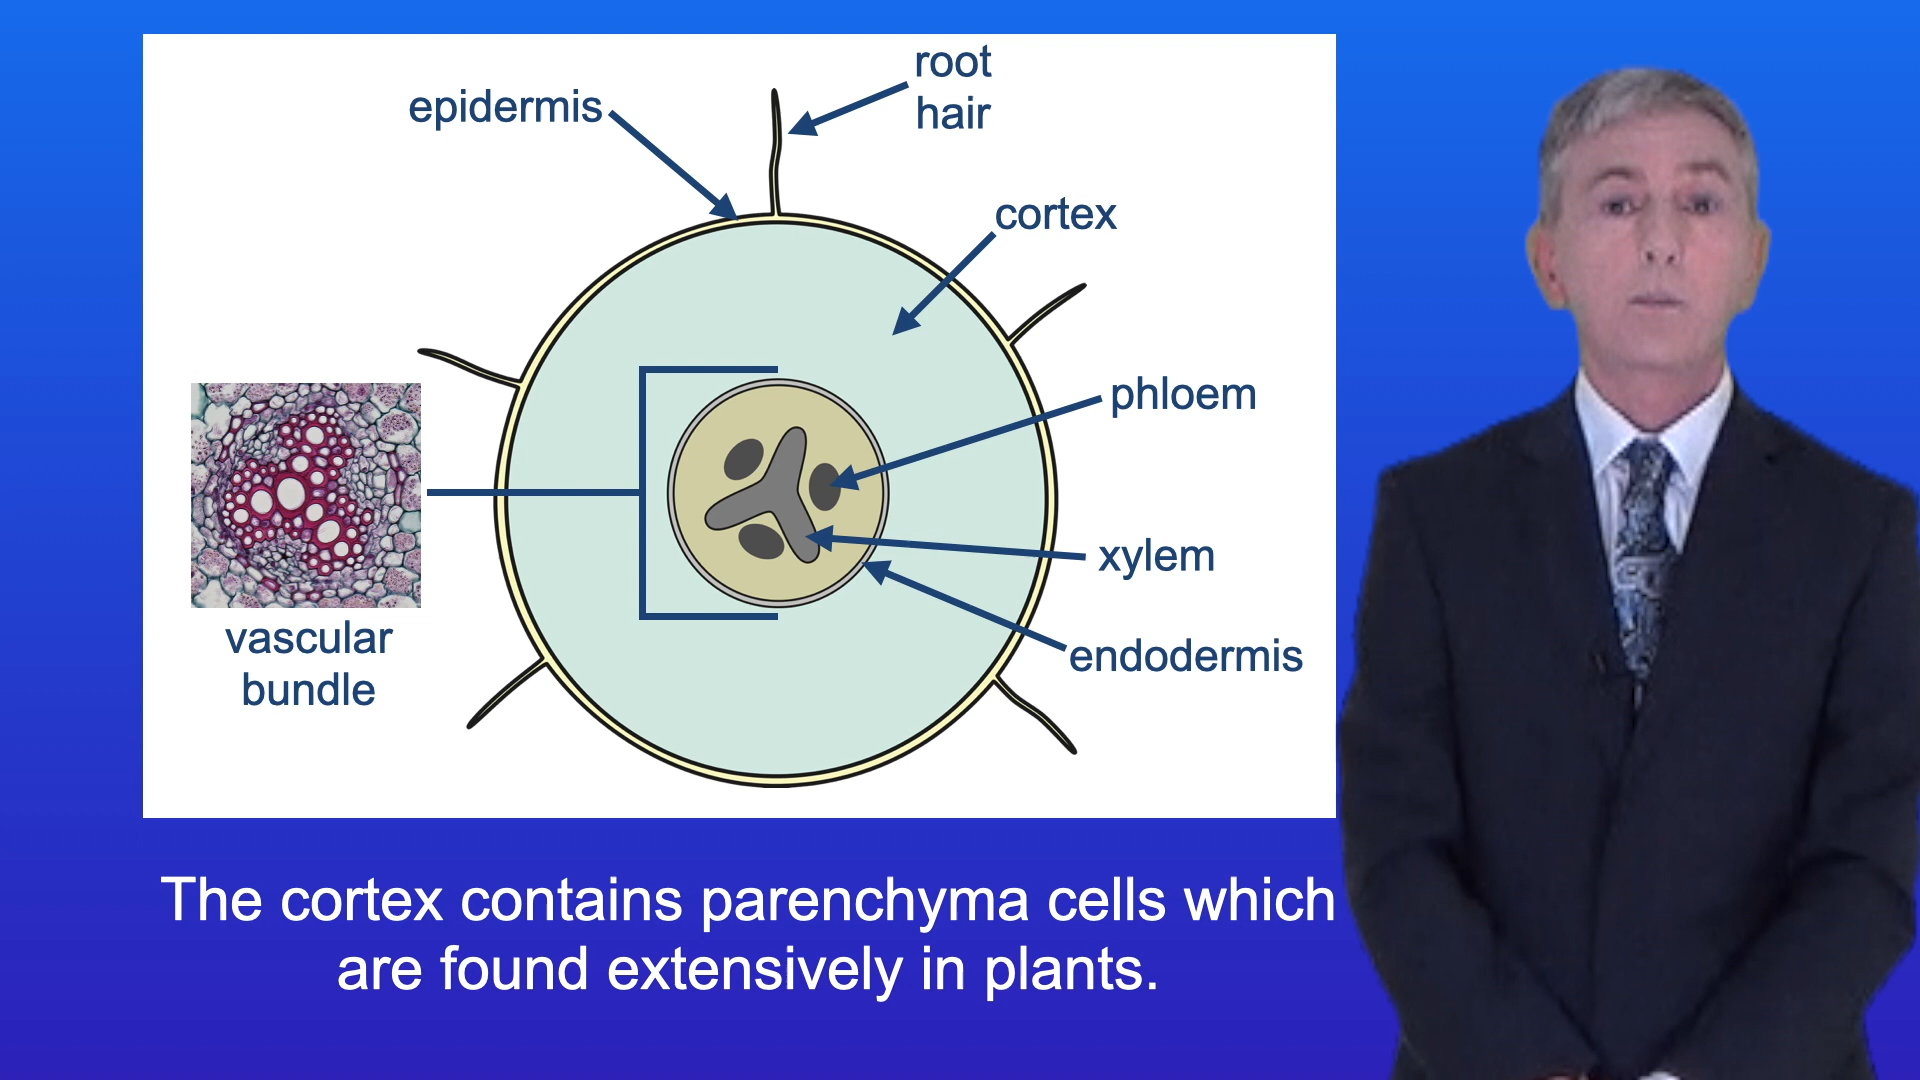 root
hair
epidermis
cortex
phloem
xylem
endodermis
vascular
bundle
The cortex contains parenchyma cells which
are found extensively in plants.